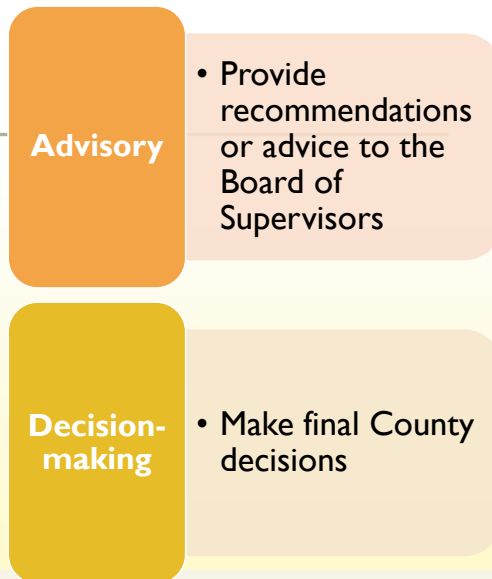 Advisory
• Provide
recommendations
or advice to the
Board of
Supervisors
Decision-
making
• Make final County
decisions